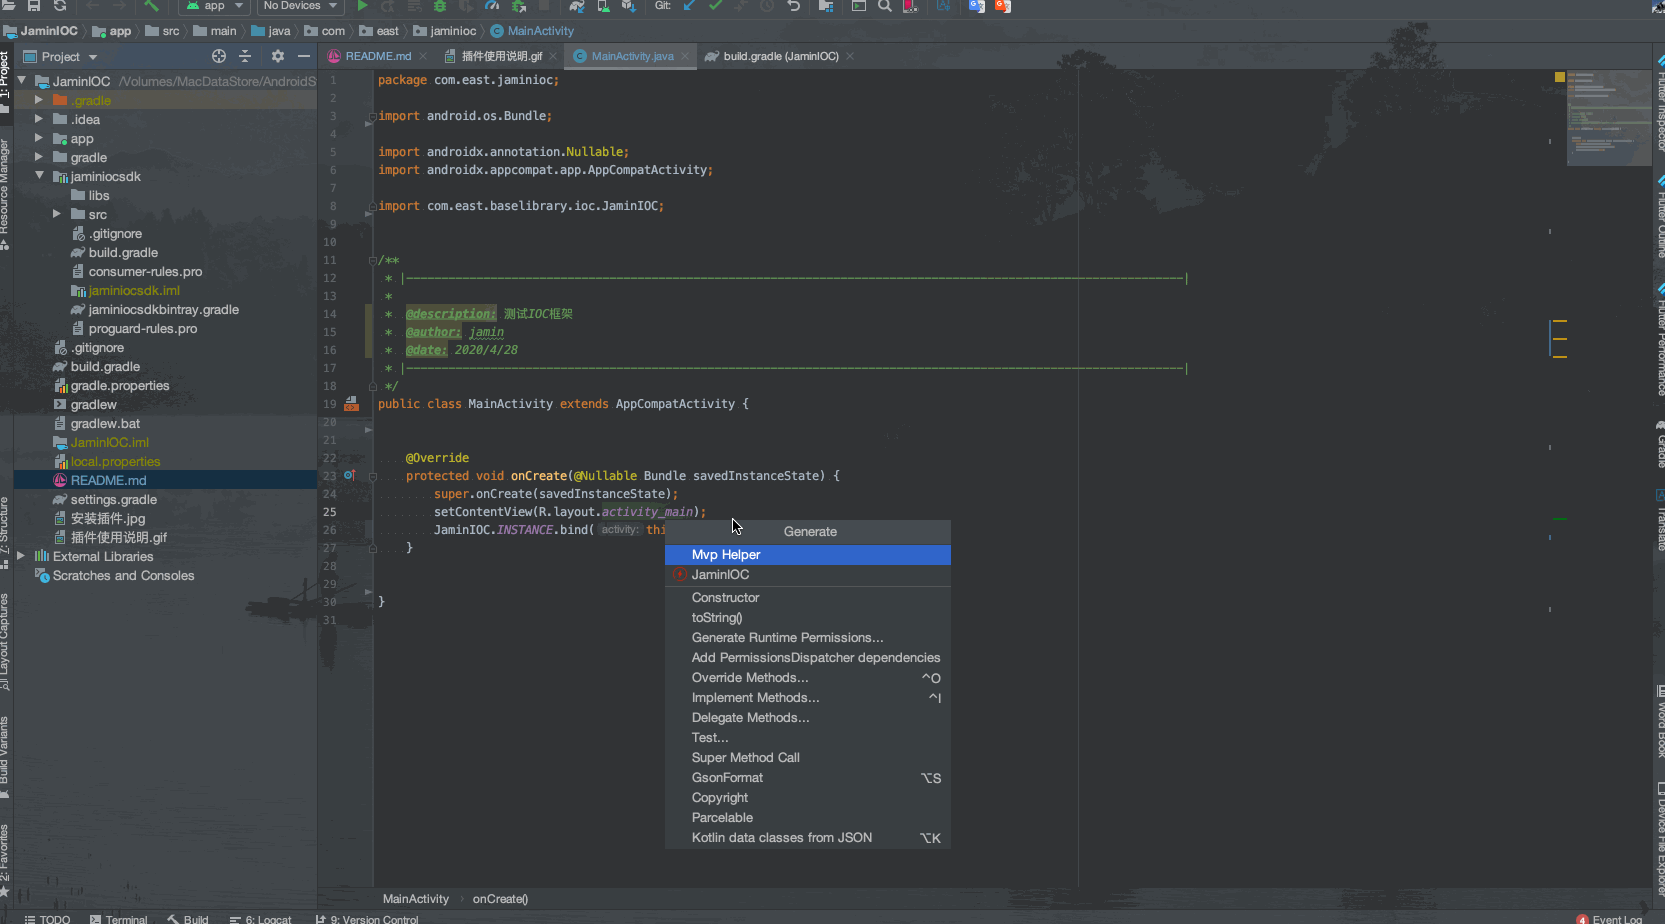 app
No Devices
Git:
JaminIOC
app
src
main
java
com
east
jaminioc
MainActivity
Project
README.md
插件使用说明.gif
MainActivity.java
build.gradle (JaminIOC)
1: Project
Resource Manager
7: Structure
Layout Captures
Build Variants
2: Favorites
JaminIOC /Volumes/MacDataStore/AndroidS
.gradle
.idea
app
gradle
jaminiocsdk
libs
src
.gitignore
build.gradle
consumer-rules.pro
jaminiocsdk.iml
jaminiocsdkbintray.gradle
proguard-rules.pro
.gitignore
build.gradle
gradle.properties
gradlew
gradlew.bat
JaminIOC.iml
local.properties
README.md
settings.gradle
安装插件.jpg
插件使用说明.gif
External Libraries
Scratches and Consoles
1 package com.east.jaminioc;
2
3 import android.os.Bundle;
4
5 import androidx.annotation.Nullable;
6 import androidx.appcompat.app.AppCompatActivity;
7
8 import com.east.baselibrary.ioc.JaminIOC;
9
10
11 /**
12 * |---------------------------------------------------------------------------------------------------------------|
13 *
14 * @description: 测试IOC框架
15 * @author: jamin
16 * @date: 2020/4/28
17 * |---------------------------------------------------------------------------------------------------------------|
18 */
19 public class MainActivity extends AppCompatActivity {
20
21
22 @Override
23 protected void onCreate(@Nullable Bundle savedInstanceState) {
24 super.onCreate(savedInstanceState);
25 setContentView(R.layout.activity_main);
26 JaminIOC.INSTANCE.bind( activity: thi
27 }
28
29
30 }
31
Generate
Mvp Helper
JaminIOC
Constructor
toString()
Generate Runtime Permissions...
Add PermissionsDispatcher dependencies
Override Methods... ^O
Implement Methods... ^I
Delegate Methods...
Test...
Super Method Call
GsonFormat ⌥S
Copyright
Parcelable
Kotlin data classes from JSON ⌥K
Flutter Inspector
Flutter Outline
Flutter Performance
Gradle
Translate
Word Book
Device File Explorer
MainActivity
onCreate()
TODO
Terminal
Build
6: Logcat
9: Version Control
4 Event Log